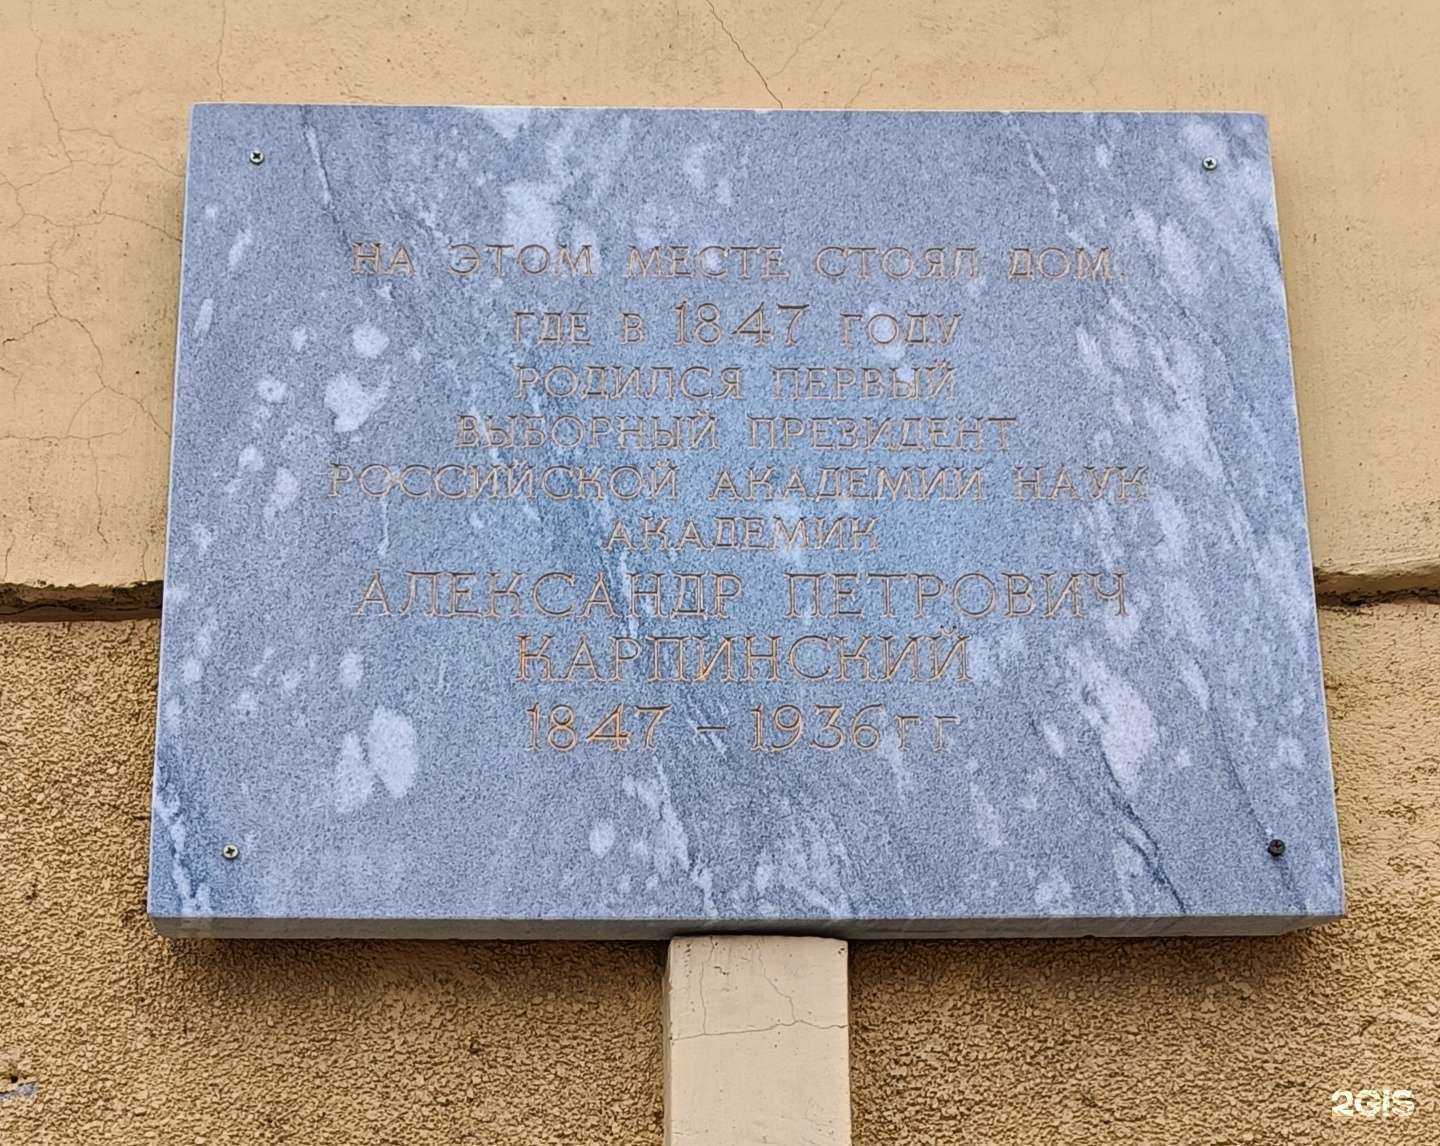 НА ЭТОМ МЕСТЕ СТОЯЛ ДОМ,
ГДЕ В 1847 ГОДУ
РОДИЛСЯ ПЕРВЫЙ
ВЫБОРНЫЙ ПРЕЗИДЕНТ
РОССИЙСКОЙ АКАДЕМИИ НАУК
АКАДЕМИК
АЛЕКСАНДР ПЕТРОВИЧ
КАРПИНСКИЙ
1847 – 1936 г г
2GIS